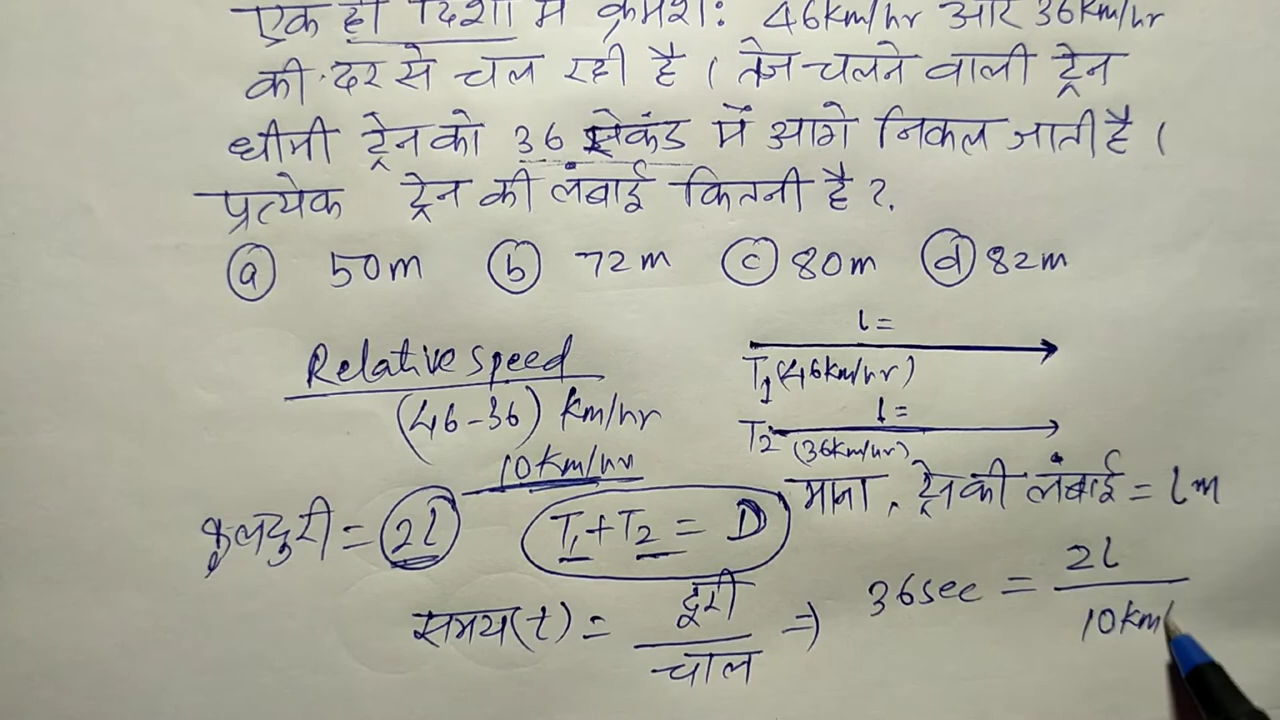 एक ही दिशा में क्रमश: 46km/hr और 36km/hr
की दर से चल रही है । तेज चलने वाली ट्रेन
धीमी ट्रेन को 36 सेकंड में आगे निकल जाती है ।
प्रत्येक ट्रेन की लंबाई कितनी है ?
(a) 50m (b) 72m (c) 80m (d) 82m
l =
Relative speed
T1 (46km/hr)
(46-36) km/hr
l =
T2 (36km/hr)
10km/hr
माना, ट्रेन की लंबाई = l m
कुल दुरी = 2l T1 + T2 = D
समय(t) = दूरी / चाल ⇒ 36sec = 2l / 10km/